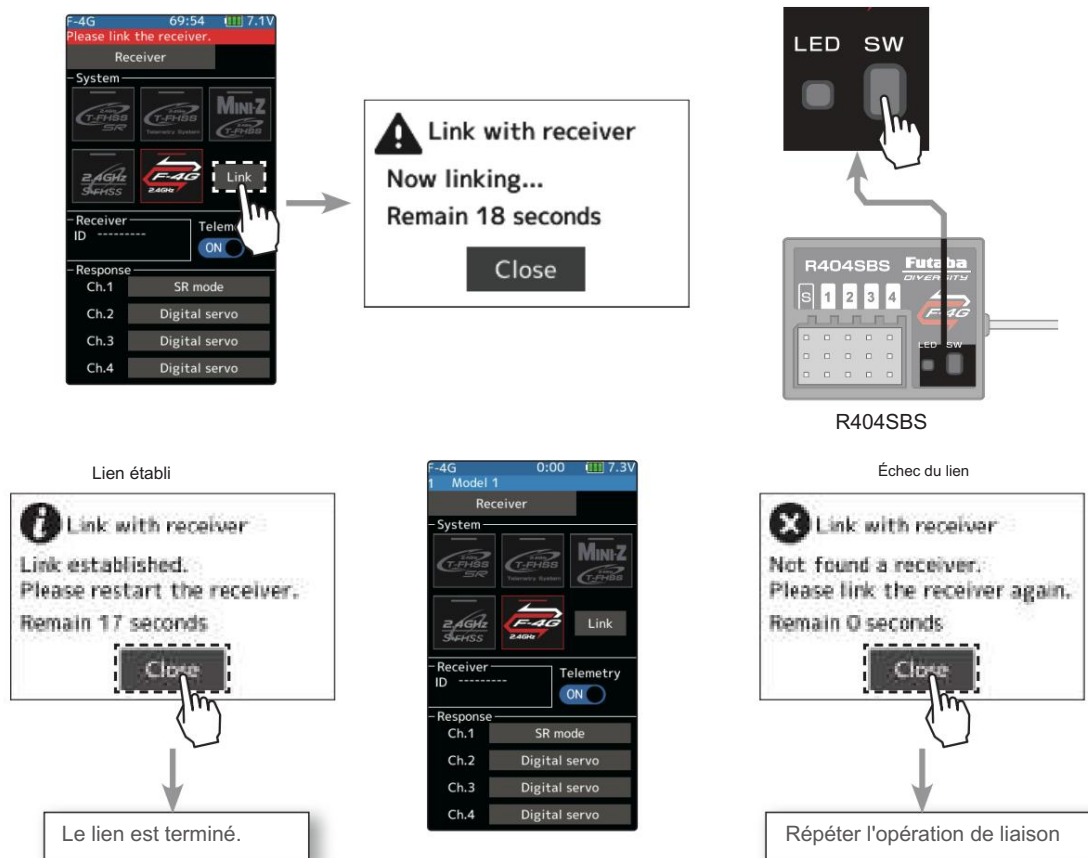 F-4G 69:54 7.1V
Please link the receiver.
Receiver
System
T-FHSS SR
T-FHSS Telemetry System
MINI-Z T-FHSS
2.4GHz S-FHSS
F-4G 2.4GHz
Link
Receiver
ID ---------
Telem
ON
Response
Ch.1 SR mode
Ch.2 Digital servo
Ch.3 Digital servo
Ch.4 Digital servo
Link with receiver
Now linking...
Remain 18 seconds
Close
LED SW
R404SBS Futaba
DIVERSITY
S 1 2 3 4
F-4G
LED SW
R404SBS
Lien établi
Link with receiver
Link established.
Please restart the receiver.
Remain 17 seconds
Close
Le lien est terminé.
F-4G 0:00 7.3V
1 Model 1
Receiver
System
T-FHSS SR
T-FHSS Telemetry System
MINI-Z T-FHSS
2.4GHz S-FHSS
F-4G 2.4GHz
Link
Receiver
ID ---------
Telemetry
ON
Response
Ch.1 SR mode
Ch.2 Digital servo
Ch.3 Digital servo
Ch.4 Digital servo
Échec du lien
Link with receiver
Not found a receiver.
Please link the receiver again.
Remain 0 seconds
Close
Répéter l'opération de liaison